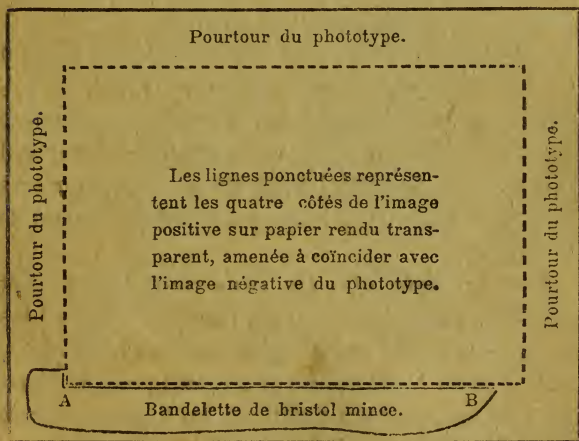 Pourtour du phototype.
Pourtour du phototype.
Les lignes ponctuées représen-
tent les quatre côtés de l'image
positive sur papier rendu trans-
parent, amenée à coïncider avec
l'image négative du phototype.
Pourtour du phototype.
A
B
Bandelette de bristol mince.